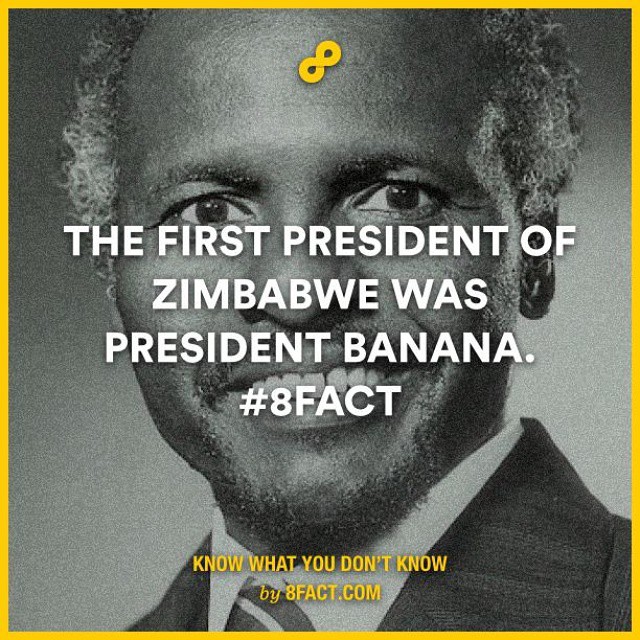 THE FIRST PRESIDENT OF
ZIMBABWE WAS
PRESIDENT BANANA.
#8FACT
KNOW WHAT YOU DON'T KNOW
by 8FACT.COM